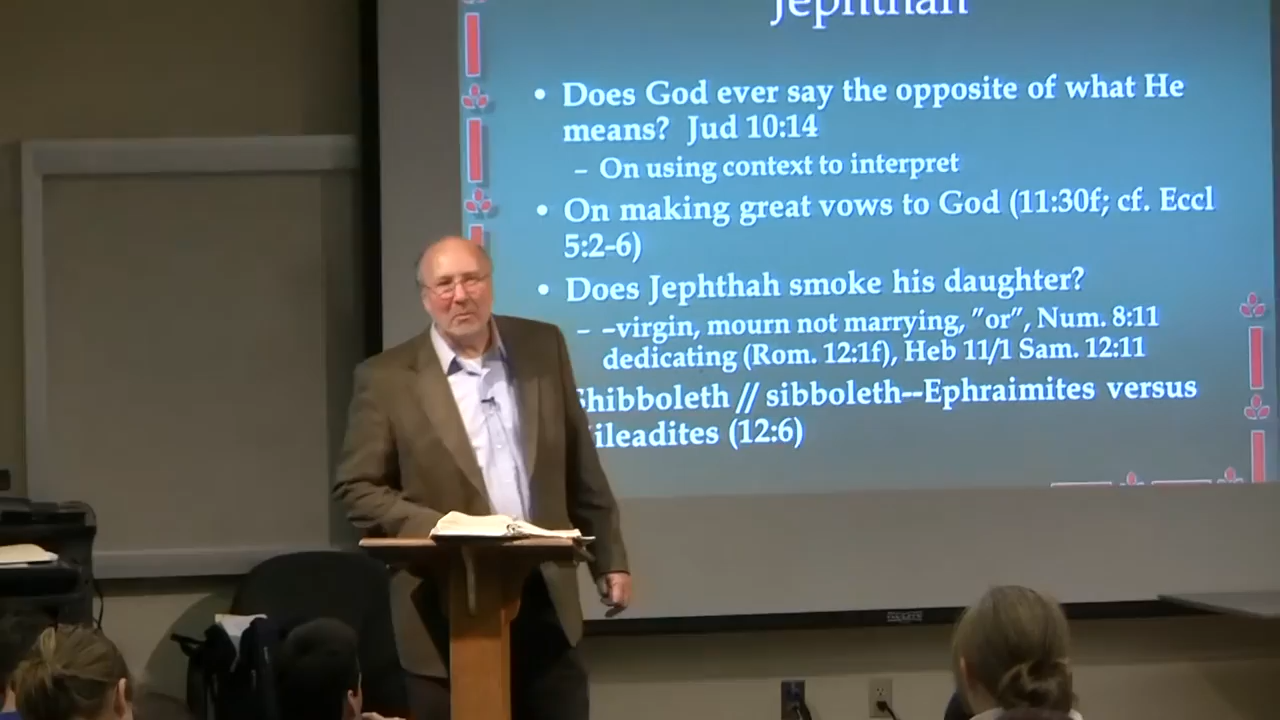 Jephthah
• Does God ever say the opposite of what He
means? Jud 10:14
– On using context to interpret
• On making great vows to God (11:30f; cf. Eccl
5:2-6)
• Does Jephthah smoke his daughter?
– –virgin, mourn not marrying, ”or”, Num. 8:11
dedicating (Rom. 12:1f), Heb 11/1 Sam. 12:11
Shibboleth // sibboleth--Ephraimites versus
ileadites (12:6)